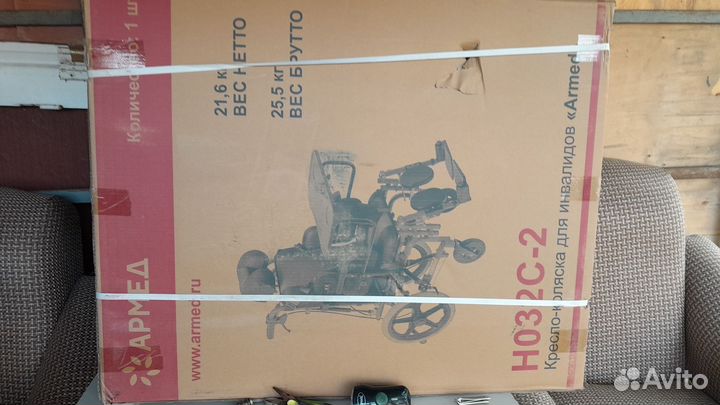 АРМЕД
Количество: 1 ш
www.armed.ru
21,6 кг
ВЕС НЕТТО
25,5 кг
ВЕС БРУТТО
H032C-2
Кресло-коляска для инвалидов «Armed
Avito